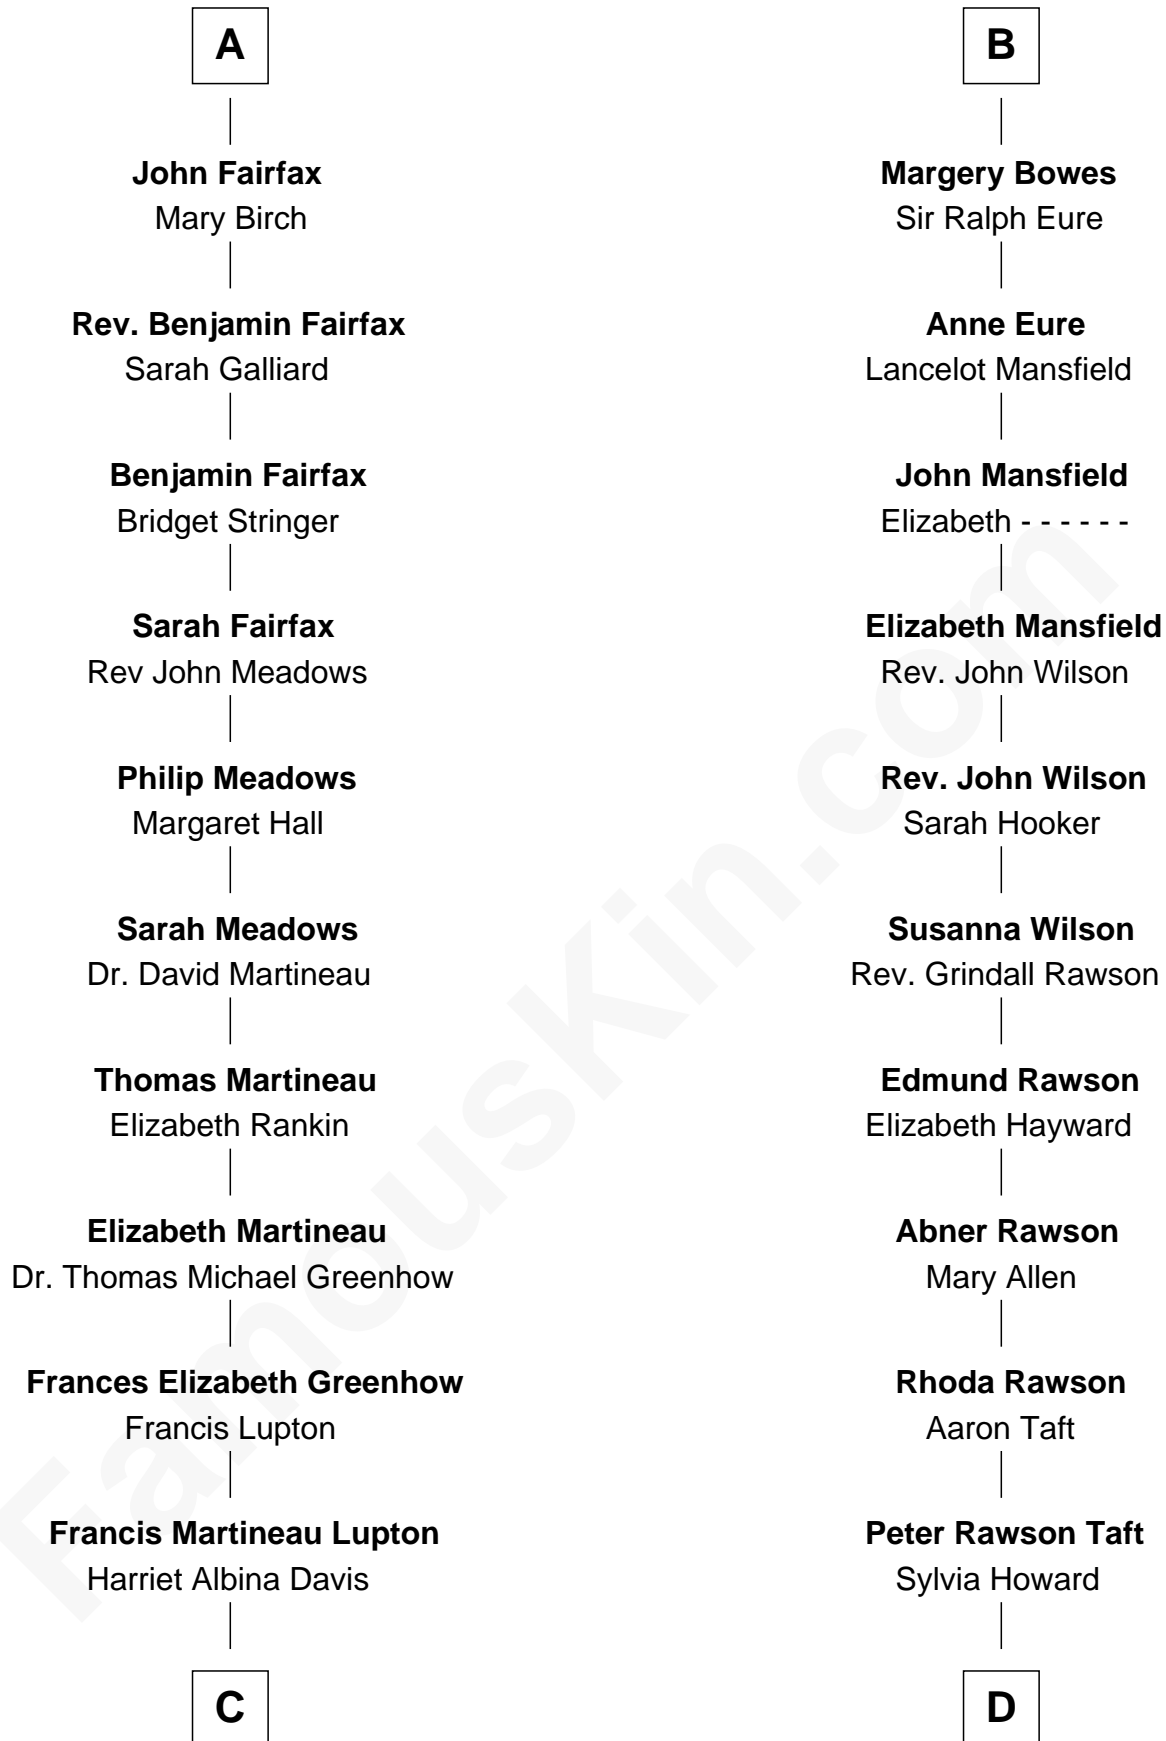 A
John Fairfax
Mary Birch
Rev. Benjamin Fairfax
Sarah Galliard
Benjamin Fairfax
Bridget Stringer
Sarah Fairfax
Rev John Meadows
Philip Meadows
Margaret Hall
Sarah Meadows
Dr. David Martineau
Thomas Martineau
Elizabeth Rankin
Elizabeth Martineau
Dr. Thomas Michael Greenhow
Frances Elizabeth Greenhow
Francis Lupton
Francis Martineau Lupton
Harriet Albina Davis
C
B
Margery Bowes
Sir Ralph Eure
Anne Eure
Lancelot Mansfield
John Mansfield
Elizabeth - - - - - -
Elizabeth Mansfield
Rev. John Wilson
Rev. John Wilson
Sarah Hooker
Susanna Wilson
Rev. Grindall Rawson
Edmund Rawson
Elizabeth Hayward
Abner Rawson
Mary Allen
Rhoda Rawson
Aaron Taft
Peter Rawson Taft
Sylvia Howard
D
FamousKin.com